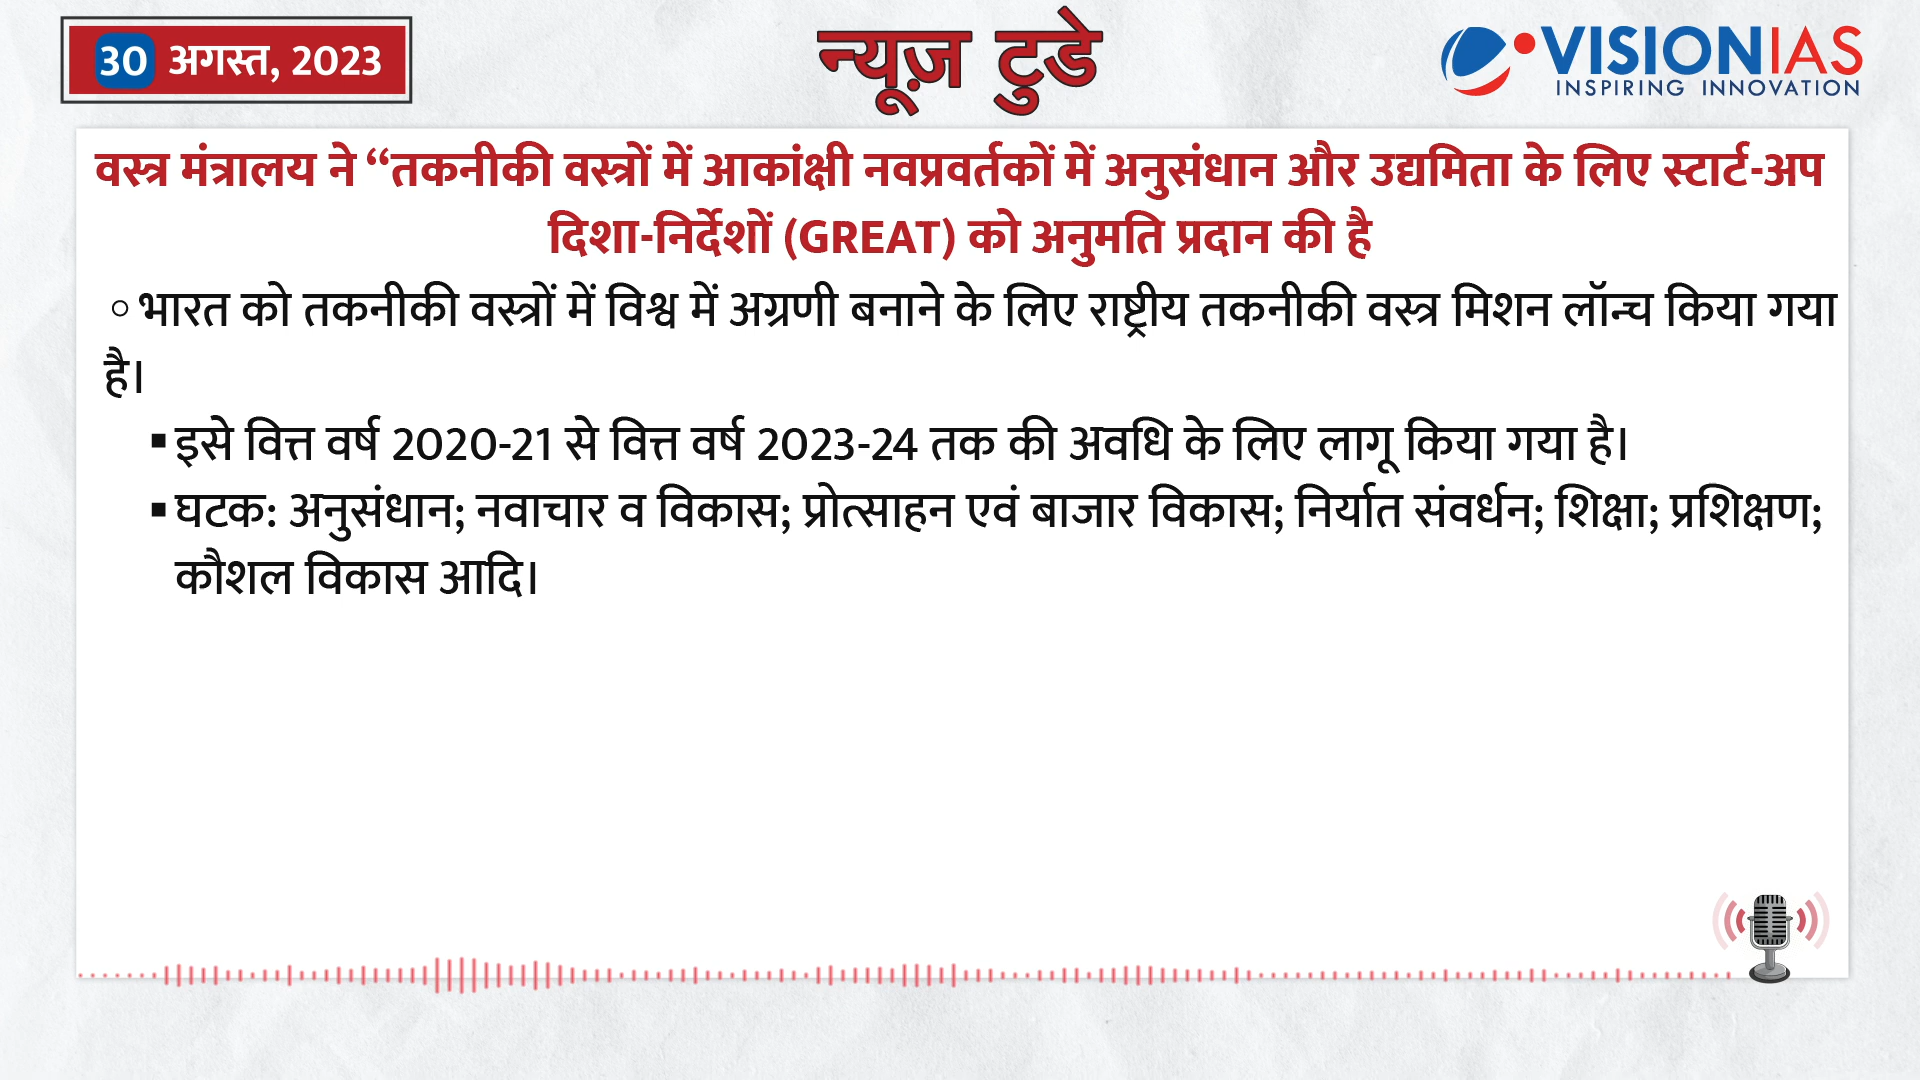 30 अगस्त, 2023
न्यूज़ टुडे
VISIONIAS
INSPIRING INNOVATION
वस्त्र मंत्रालय ने “तकनीकी वस्त्रों में आकांक्षी नवप्रवर्तकों में अनुसंधान और उद्यमिता के लिए स्टार्ट-अप
दिशा-निर्देशों (GREAT) को अनुमति प्रदान की है
○ भारत को तकनीकी वस्त्रों में विश्व में अग्रणी बनाने के लिए राष्ट्रीय तकनीकी वस्त्र मिशन लॉन्च किया गया
है।
▪ इसे वित्त वर्ष 2020-21 से वित्त वर्ष 2023-24 तक की अवधि के लिए लागू किया गया है।
▪ घटक: अनुसंधान; नवाचार व विकास; प्रोत्साहन एवं बाजार विकास; निर्यात संवर्धन; शिक्षा; प्रशिक्षण;
कौशल विकास आदि।